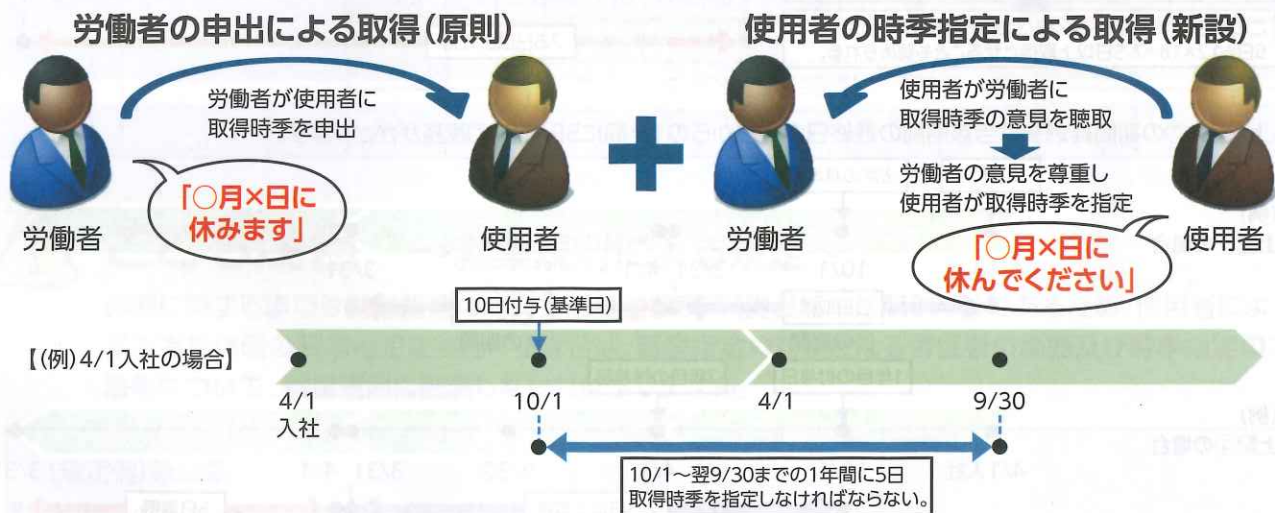 労働者の申出による取得(原則)
使用者の時季指定による取得(新設)
労働者が使用者に
取得時季を申出
「○月×日に
休みます」
労働者
使用者
使用者が労働者に
取得時季の意見を聴取
労働者の意見を尊重し
使用者が取得時季を指定
「○月×日に
休んでください」
労働者
使用者
10日付与(基準日)
【(例)4/1入社の場合】
4/1
入社
10/1
4/1
9/30
10/1~翌9/30までの1年間に5日
取得時季を指定しなければならない。